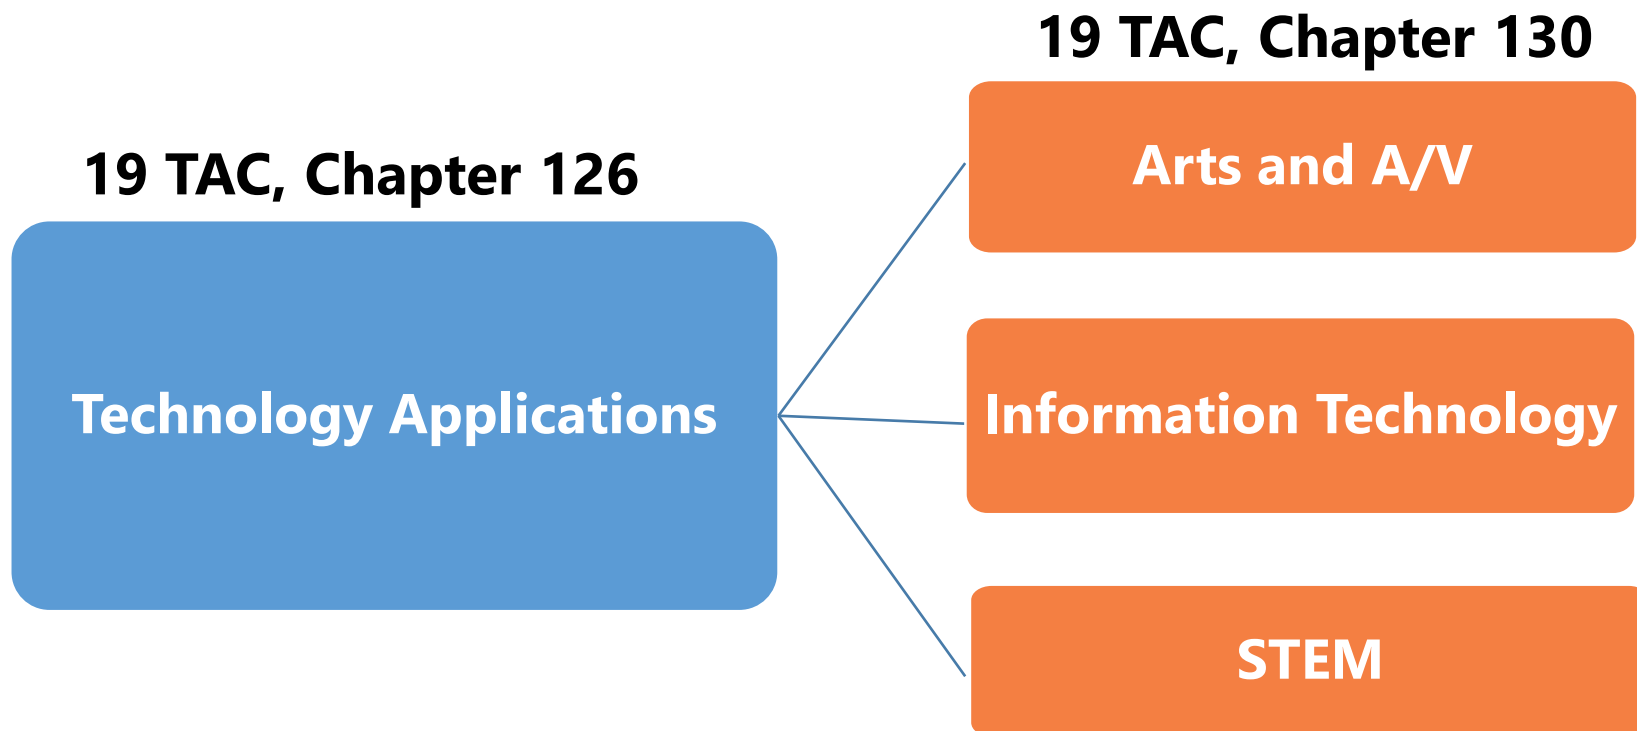 19 TAC, Chapter 126
Technology Applications
19 TAC, Chapter 130
Arts and A/V
Information Technology
STEM